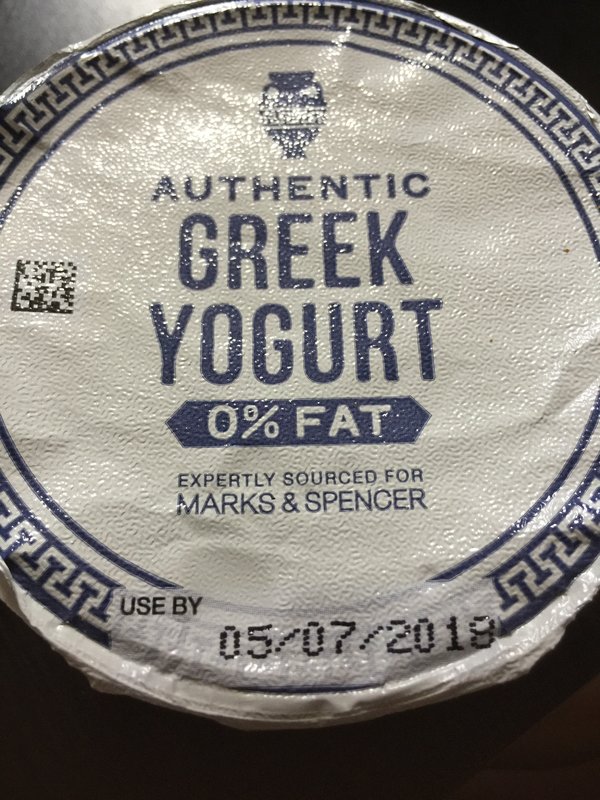 AUTHENTIC
GREEK
YOGURT
0% FAT
EXPERTLY SOURCED FOR
MARKS & SPENCER
USE BY
05/07/2018